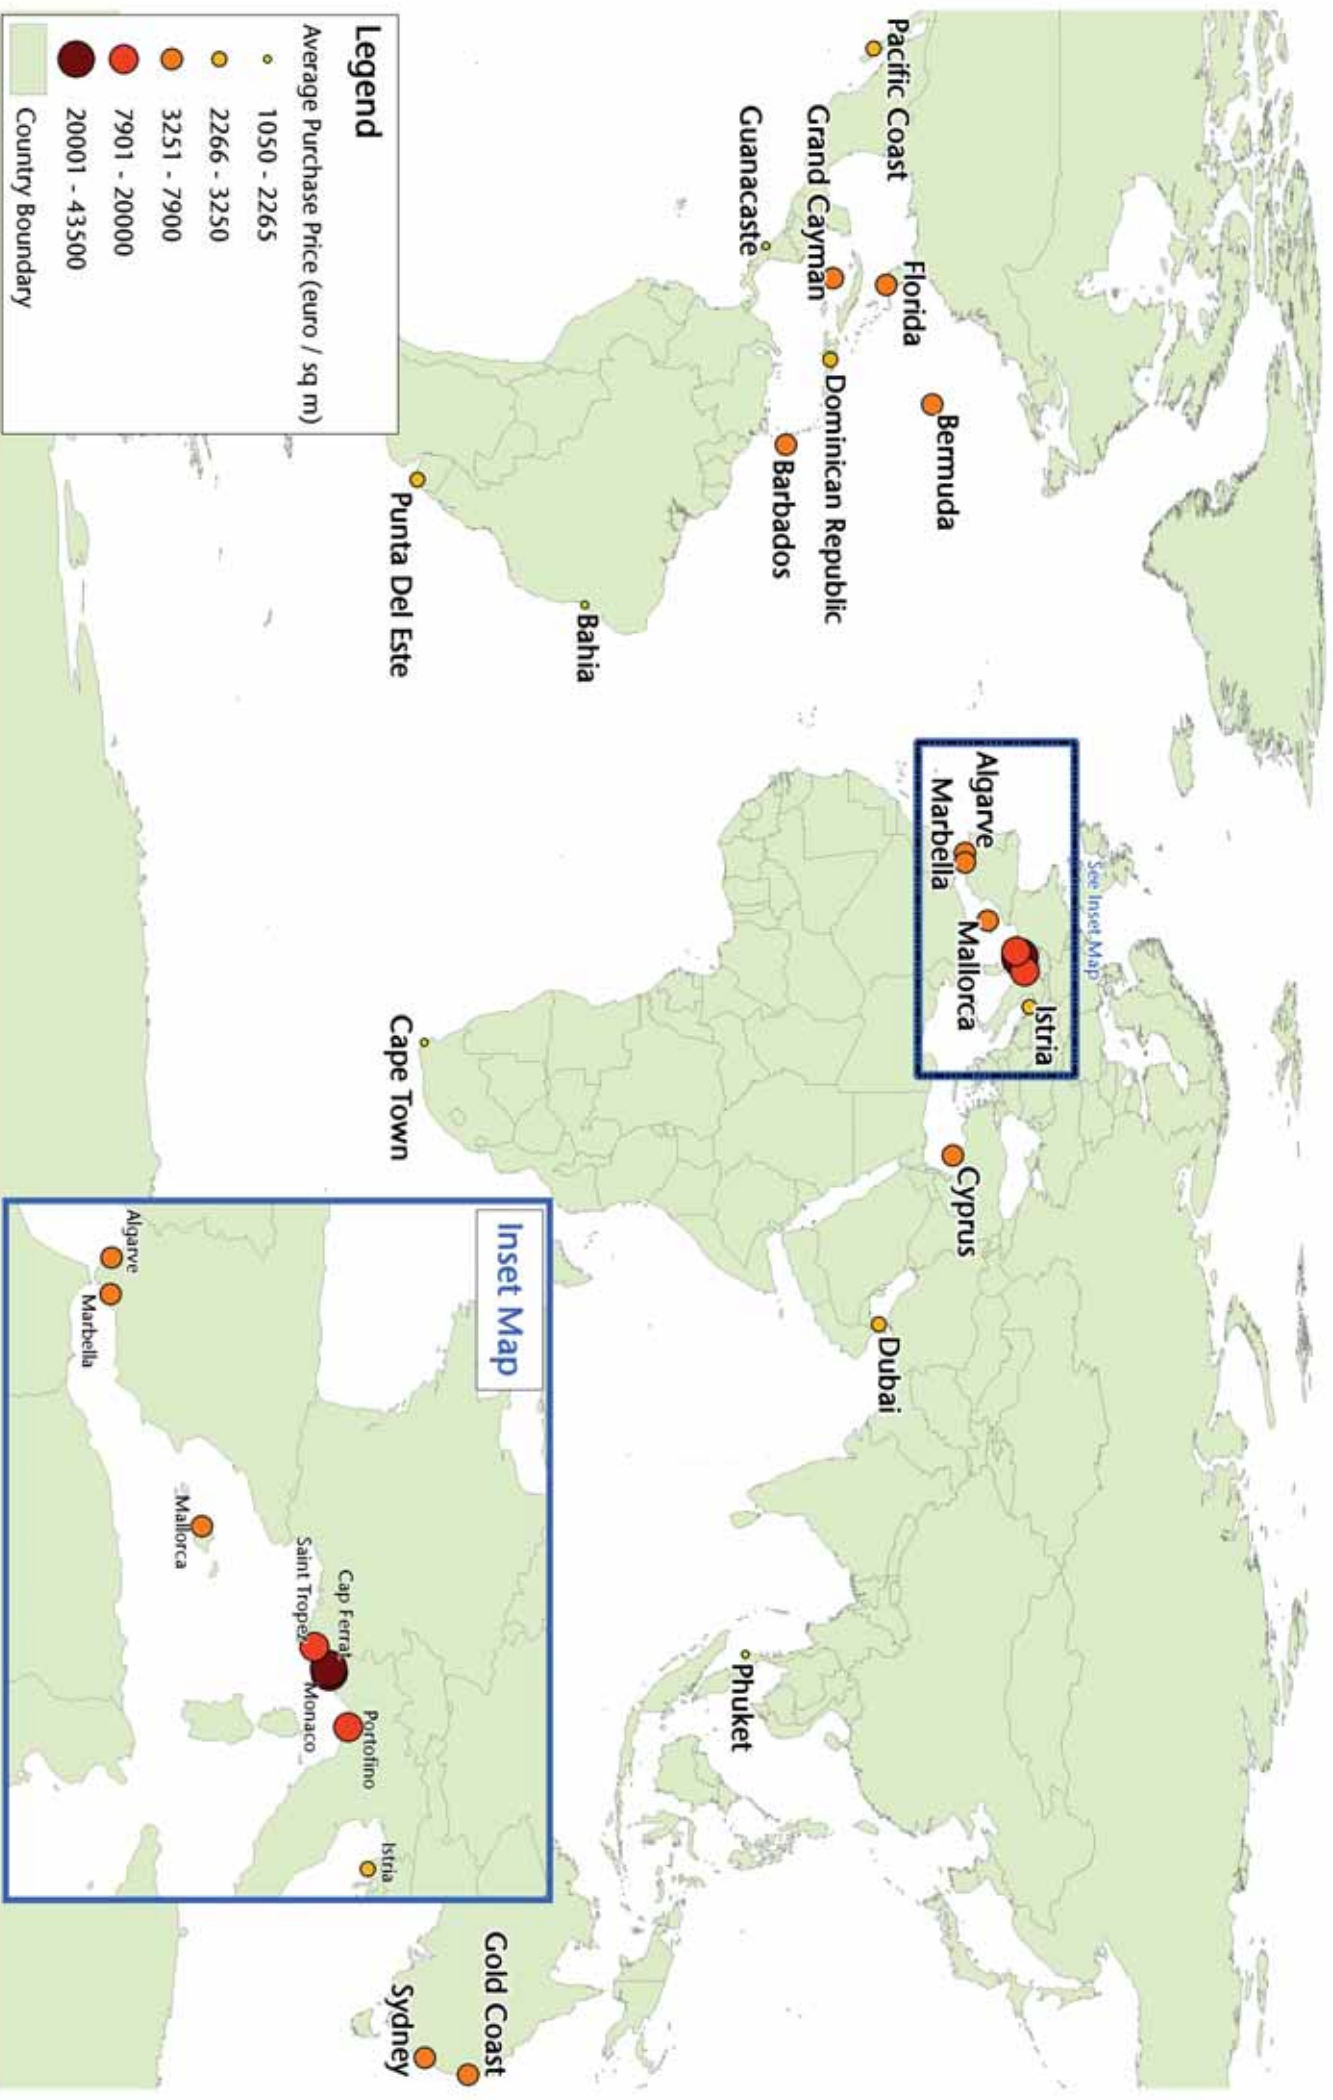 Pacific Coast
Grand Cayman
Guanacaste
Florida
Bermuda
Dominican Republic
Barbados
Punta Del Este
Bahia
See Inset Map
Algarve
Marbella
Mallorca
Istria
Cape Town
Cyprus
Dubai
Phuket
Gold Coast
Sydney
Legend
Average Purchase Price (euro / sq m)
1050 - 2265
2266 - 3250
3251 - 7900
7901 - 20000
20001 - 43500
Country Boundary
Inset Map
Algarve
Marbella
Mallorca
Saint Tropez
Cap Ferrat
Monaco
Portofino
Istria